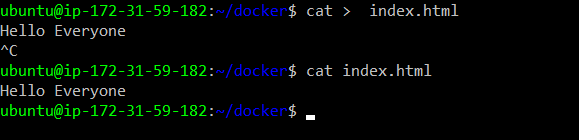 ubuntu@ip-172-31-59-182:~/docker$ cat >  index.html
Hello Everyone
^C
ubuntu@ip-172-31-59-182:~/docker$ cat index.html
Hello Everyone
ubuntu@ip-172-31-59-182:~/docker$